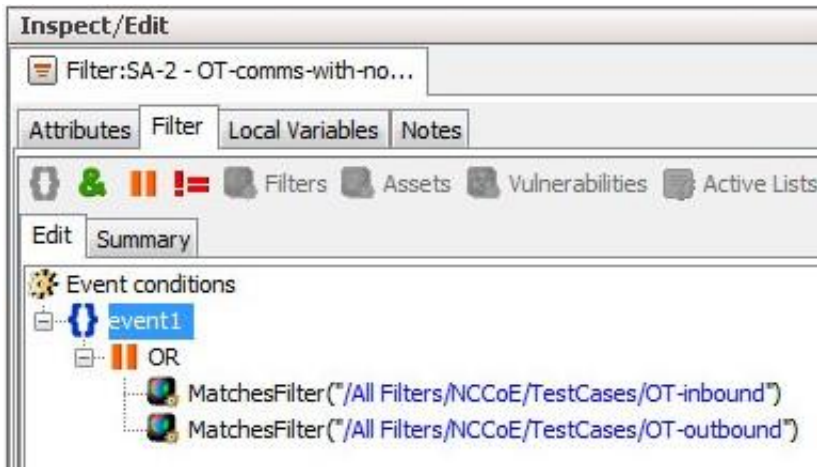 Inspect/Edit
Filter:SA-2 - OT-comms-with-no...
Attributes Filter Local Variables Notes
{} & || != Filters Assets Vulnerabilities Active Lists
Edit Summary
Event conditions
{} event1
|| OR
MatchesFilter("/All Filters/NCCoE/TestCases/OT-inbound")
MatchesFilter("/All Filters/NCCoE/TestCases/OT-outbound")